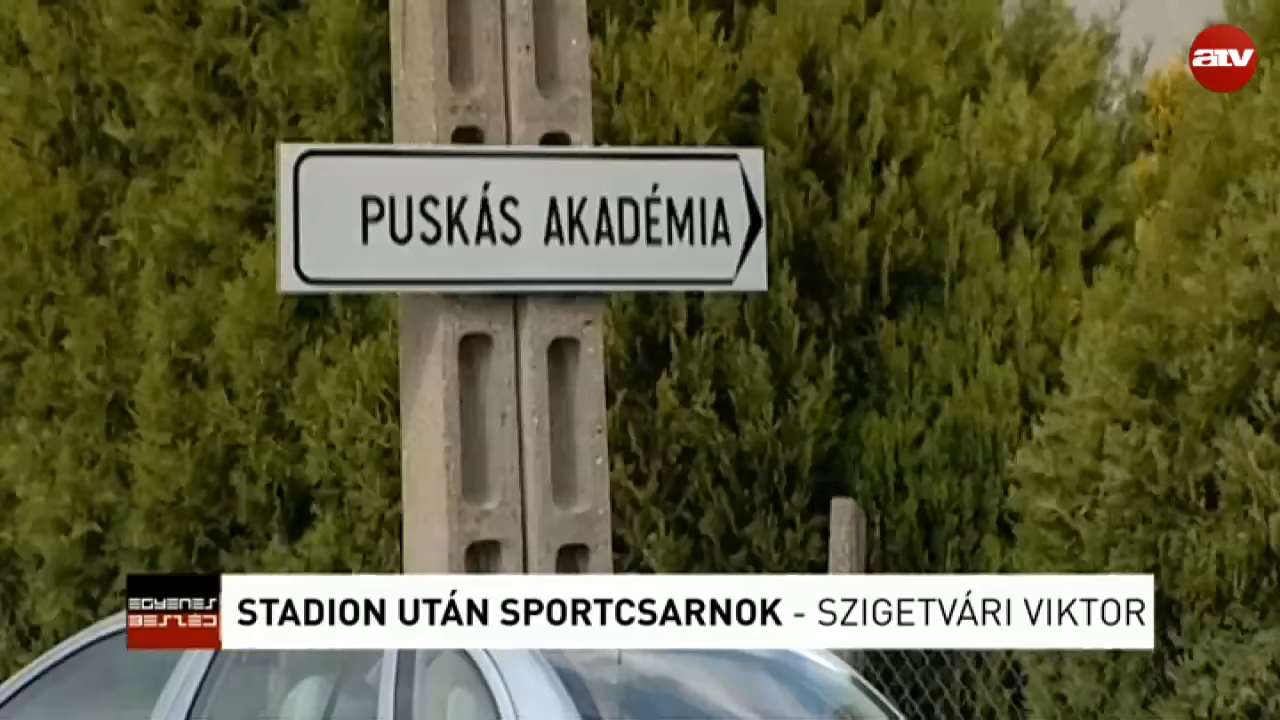 atv
PUSKÁS AKADÉMIA
EGYENES
BESZÉD
STADION UTÁN SPORTCSARNOK - SZIGETVÁRI VIKTOR